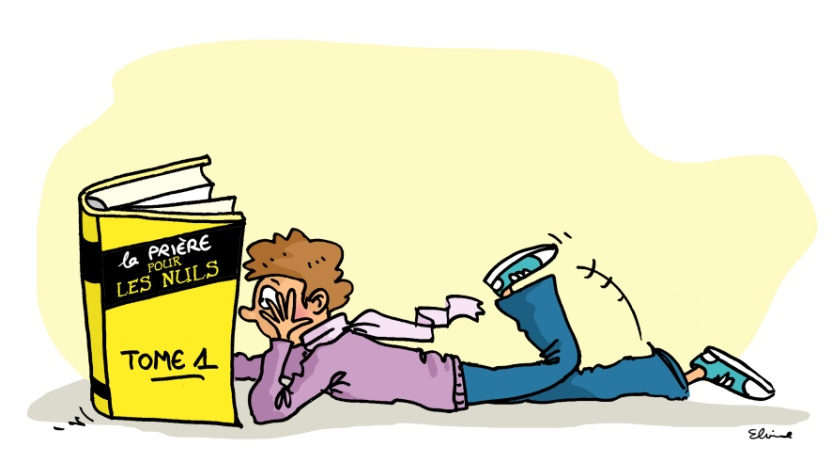 la PRIÈRE
POUR
LES NULS
TOME 1
Elvine